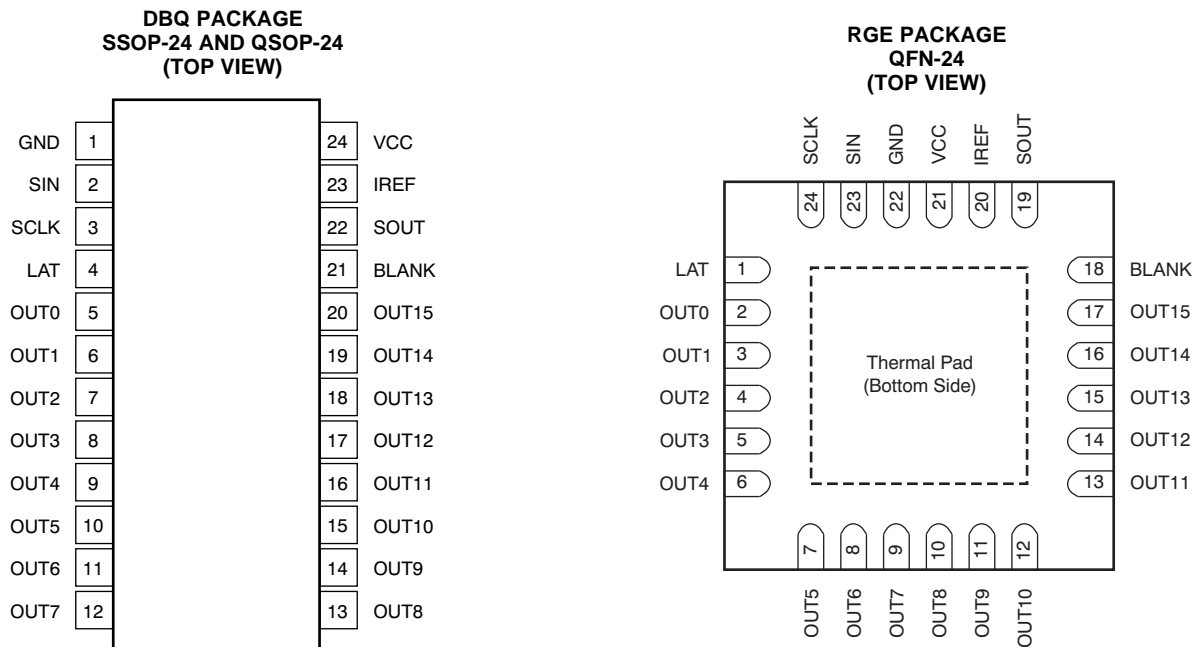 DBQ PACKAGE
SSOP-24 AND QSOP-24
(TOP VIEW)
GND 1 24 VCC
SIN 2 23 IREF
SCLK 3 22 SOUT
LAT 4 21 BLANK
OUT0 5 20 OUT15
OUT1 6 19 OUT14
OUT2 7 18 OUT13
OUT3 8 17 OUT12
OUT4 9 16 OUT11
OUT5 10 15 OUT10
OUT6 11 14 OUT9
OUT7 12 13 OUT8
RGE PACKAGE
QFN-24
(TOP VIEW)
SCLK SIN GND VCC IREF SOUT
24 23 22 21 20 19
LAT 1 18 BLANK
OUT0 2 17 OUT15
OUT1 3 16 OUT14
OUT2 4 15 OUT13
OUT3 5 14 OUT12
OUT4 6 13 OUT11
Thermal Pad
(Bottom Side)
7 8 9 10 11 12
OUT5 OUT6 OUT7 OUT8 OUT9 OUT10